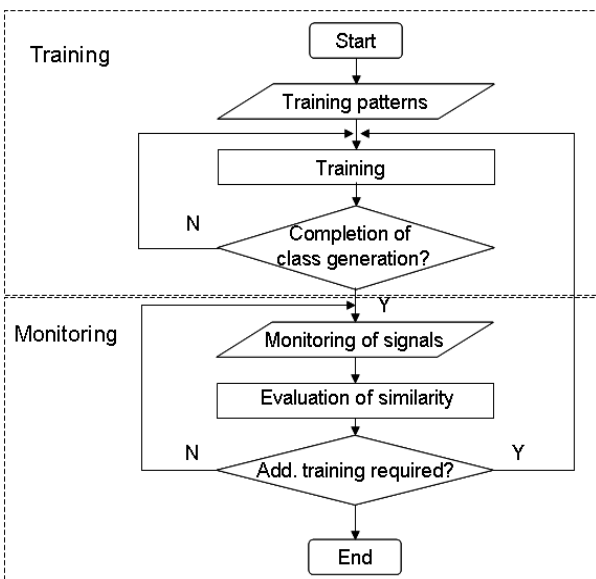 Start
Training
Training patterns
Training
N
Completion of
class generation?
Y
Monitoring
Monitoring of signals
Evaluation of similarity
N
Add. training required?
Y
End